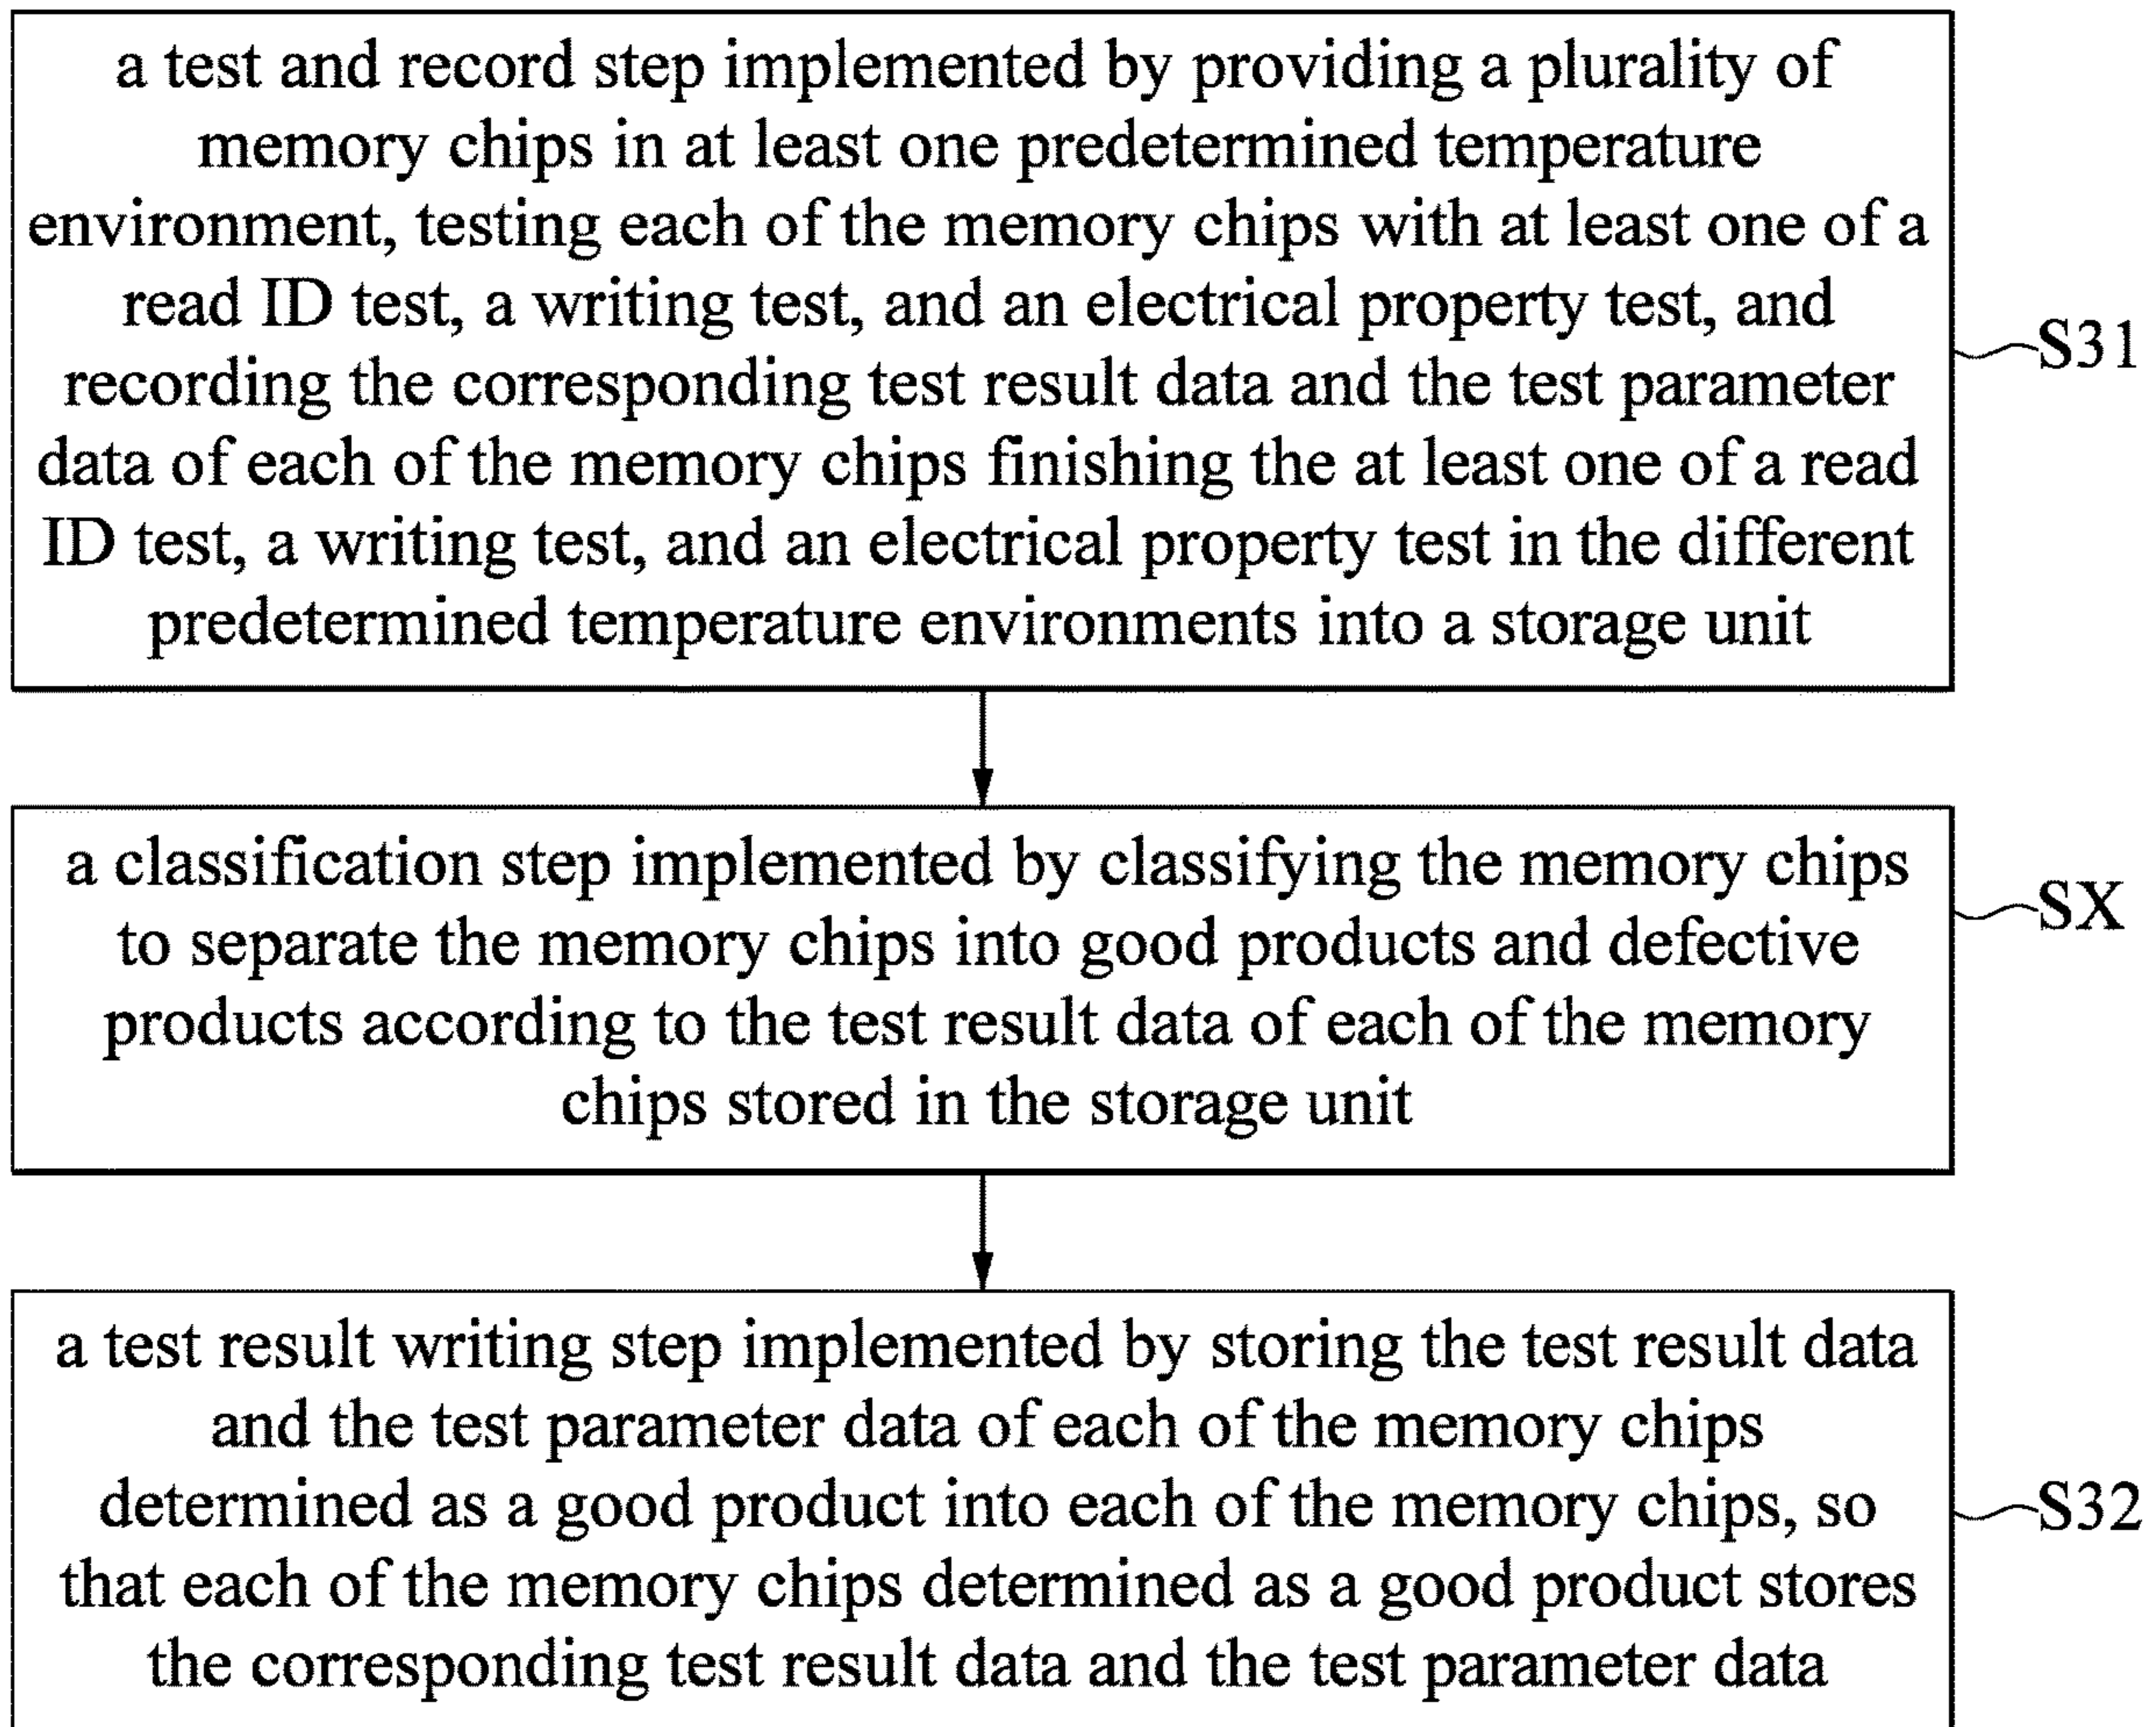 a test and record step implemented by providing a plurality of
memory chips in at least one predetermined temperature
environment, testing each of the memory chips with at least one of a
read ID test, a writing test, and an electrical property test, and
recording the corresponding test result data and the test parameter
data of each of the memory chips finishing the at least one of a read
ID test, a writing test, and an electrical property test in the different
predetermined temperature environments into a storage unit
S31
a classification step implemented by classifying the memory chips
to separate the memory chips into good products and defective
products according to the test result data of each of the memory
chips stored in the storage unit
SX
a test result writing step implemented by storing the test result data
and the test parameter data of each of the memory chips
determined as a good product into each of the memory chips, so
that each of the memory chips determined as a good product stores
the corresponding test result data and the test parameter data
S32